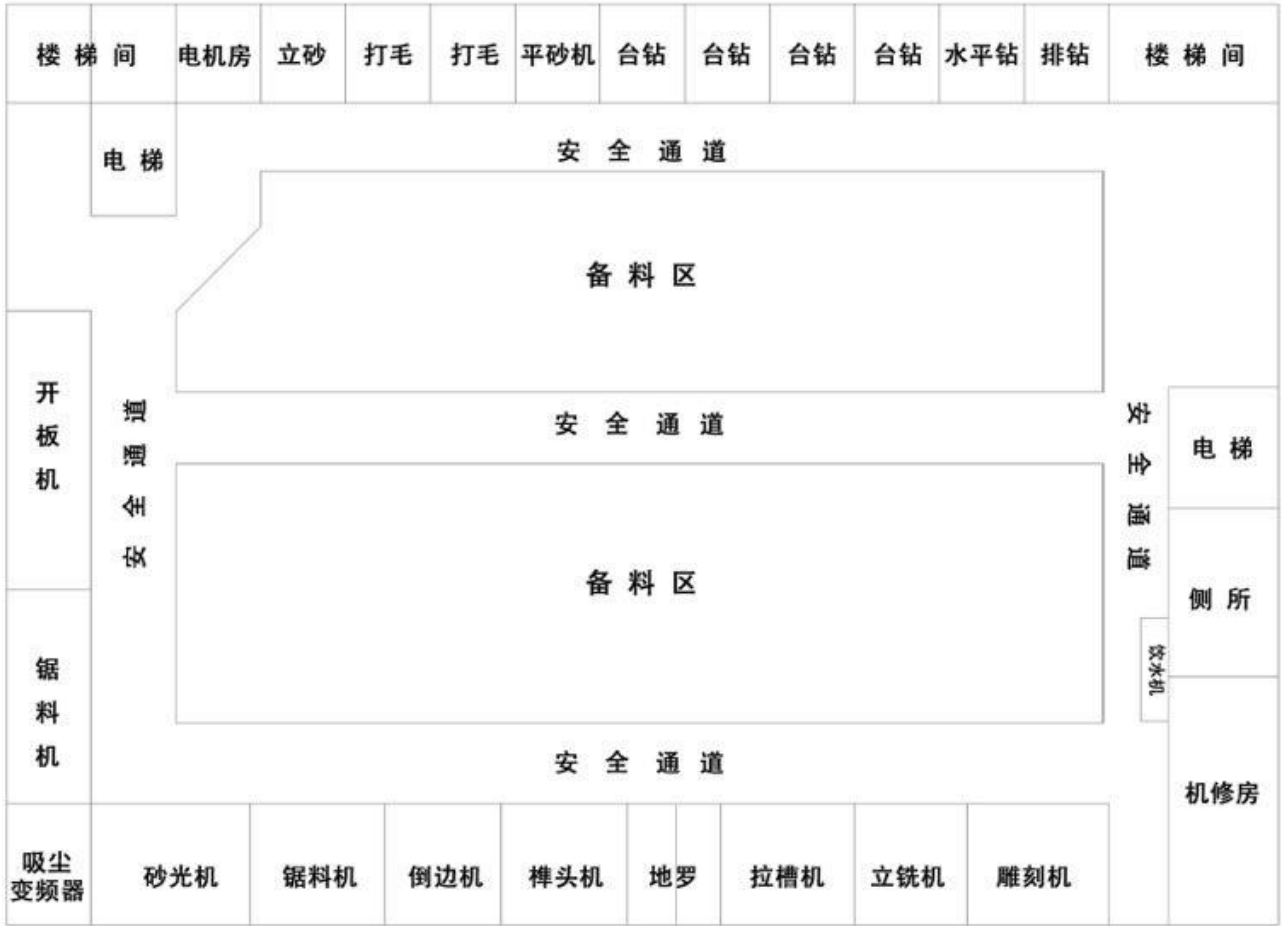 楼梯间 电机房 立砂 打毛 打毛 平砂机 台钻 台钻 台钻 台钻 水平钻 排钻 楼梯间
电梯
安全通道
备料区
开板机
安全通道
安全通道
安全通道
电梯
备料区
侧所
锯料机
饮水机
安全通道
机修房
吸尘
变频器
砂光机 锯料机 倒边机 榫头机 地罗 拉槽机 立铣机 雕刻机